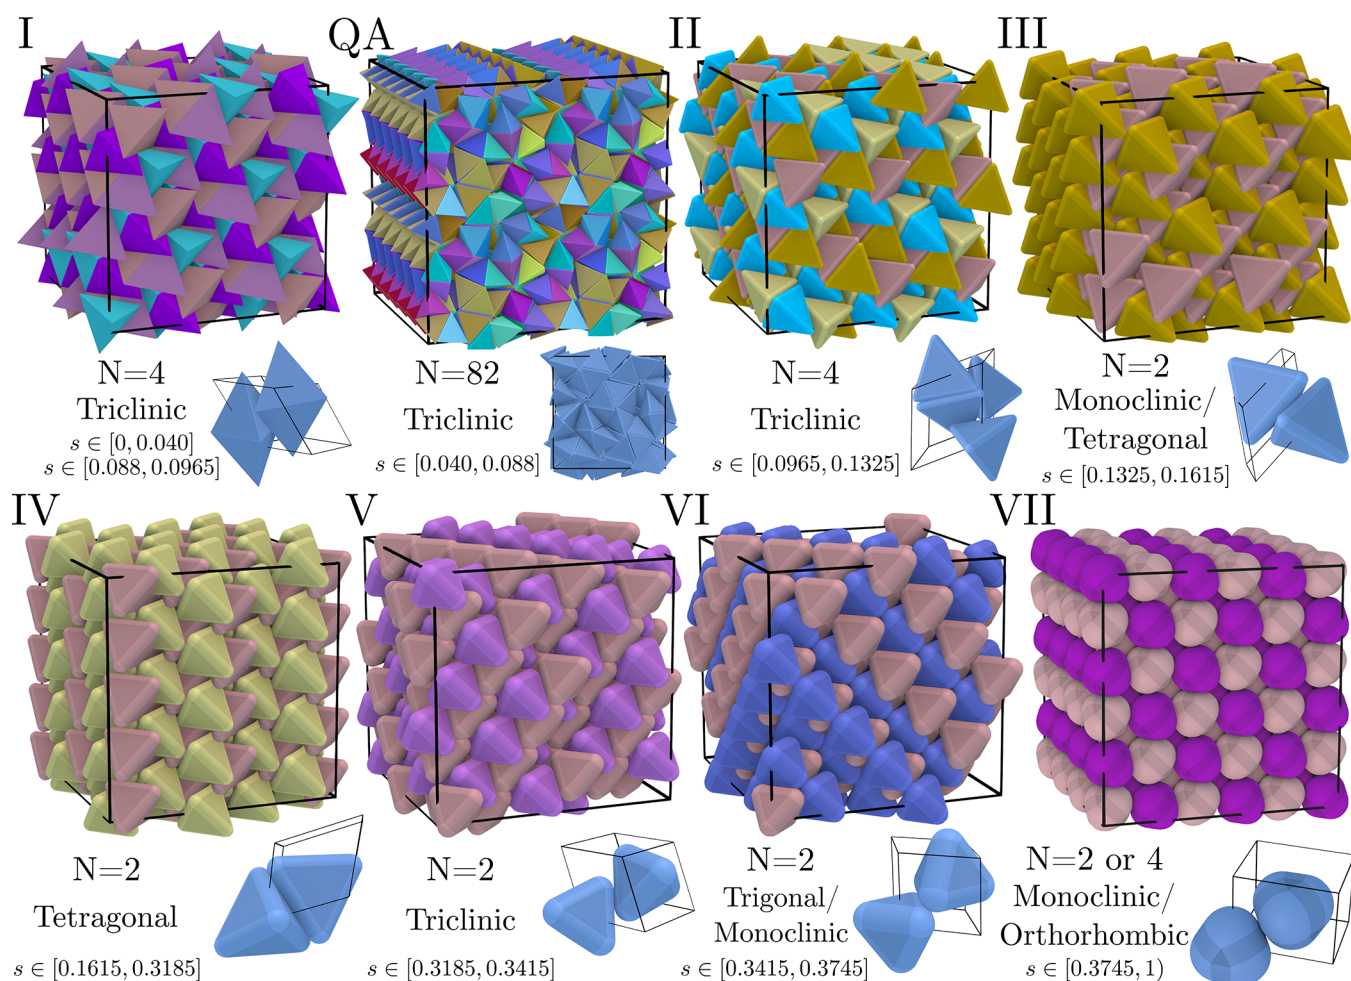 I
QA
II
III
N=4
Triclinic
s ∈ [0, 0.040]
s ∈ [0.088, 0.0965]
N=82
Triclinic
s ∈ [0.040, 0.088]
N=4
Triclinic
s ∈ [0.0965, 0.1325]
N=2
Monoclinic/
Tetragonal
s ∈ [0.1325, 0.1615]
IV
V
VI
VII
N=2
Tetragonal
s ∈ [0.1615, 0.3185]
N=2
Triclinic
s ∈ [0.3185, 0.3415]
N=2
Trigonal/
Monoclinic
s ∈ [0.3415, 0.3745]
N=2 or 4
Monoclinic/
Orthorhombic
s ∈ [0.3745, 1)